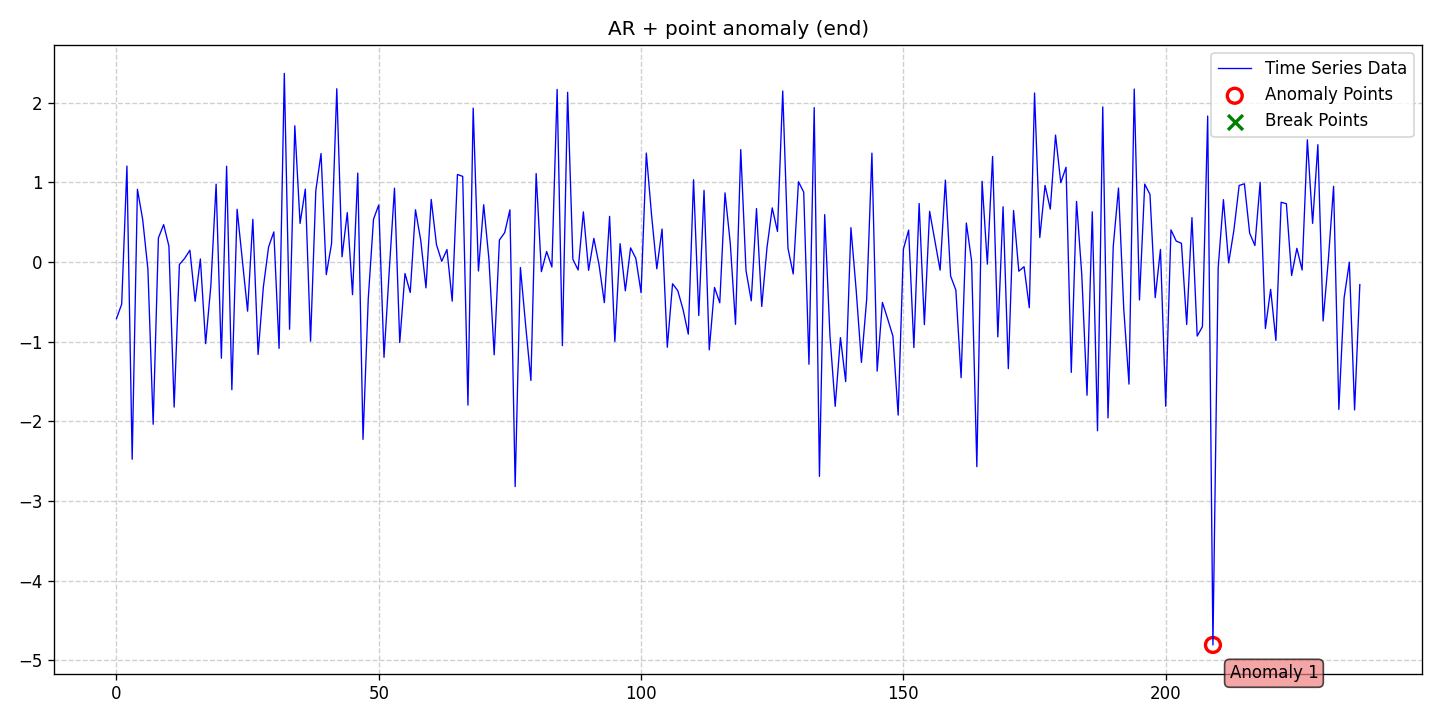 AR + point anomaly (end)
Time Series Data
Anomaly Points
Break Points
2
1
0
−1
−2
−3
−4
−5
Anomaly 1
0 50 100 150 200